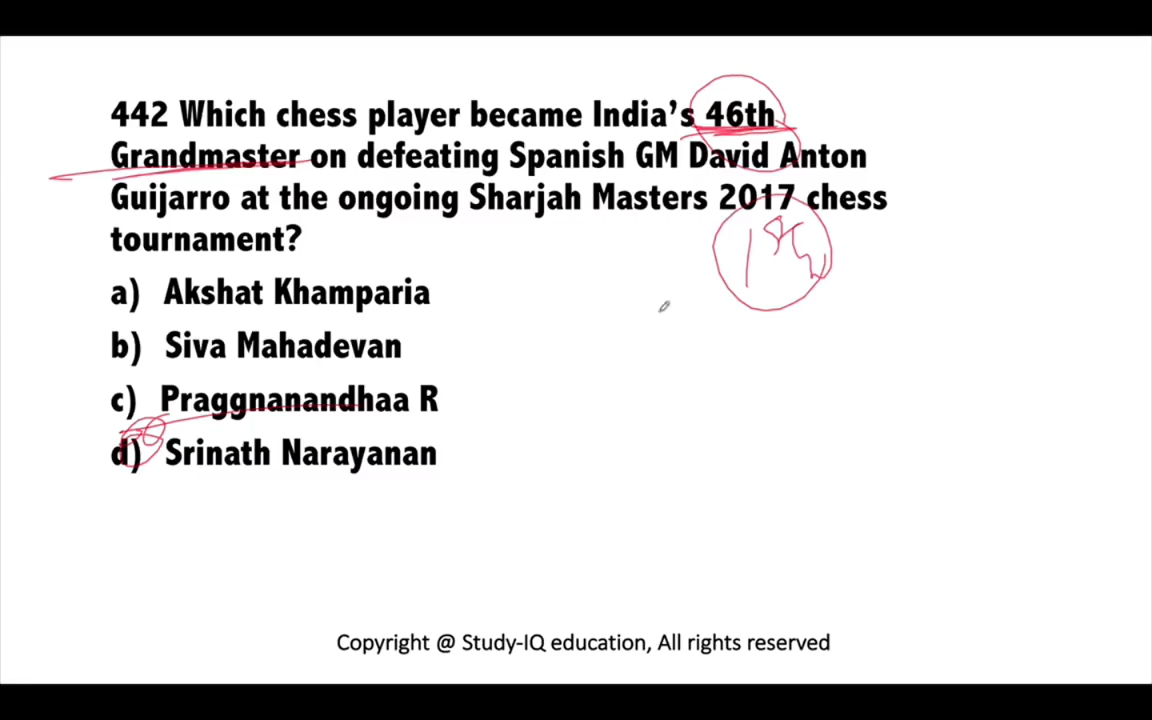 442 Which chess player became India's 46th
Grandmaster on defeating Spanish GM David Anton
Guijarro at the ongoing Sharjah Masters 2017 chess
tournament?
1st
a) Akshat Khamparia
b) Siva Mahadevan
c) Praggnanandhaa R
d) Srinath Narayanan
Copyright @ Study-IQ education, All rights reserved